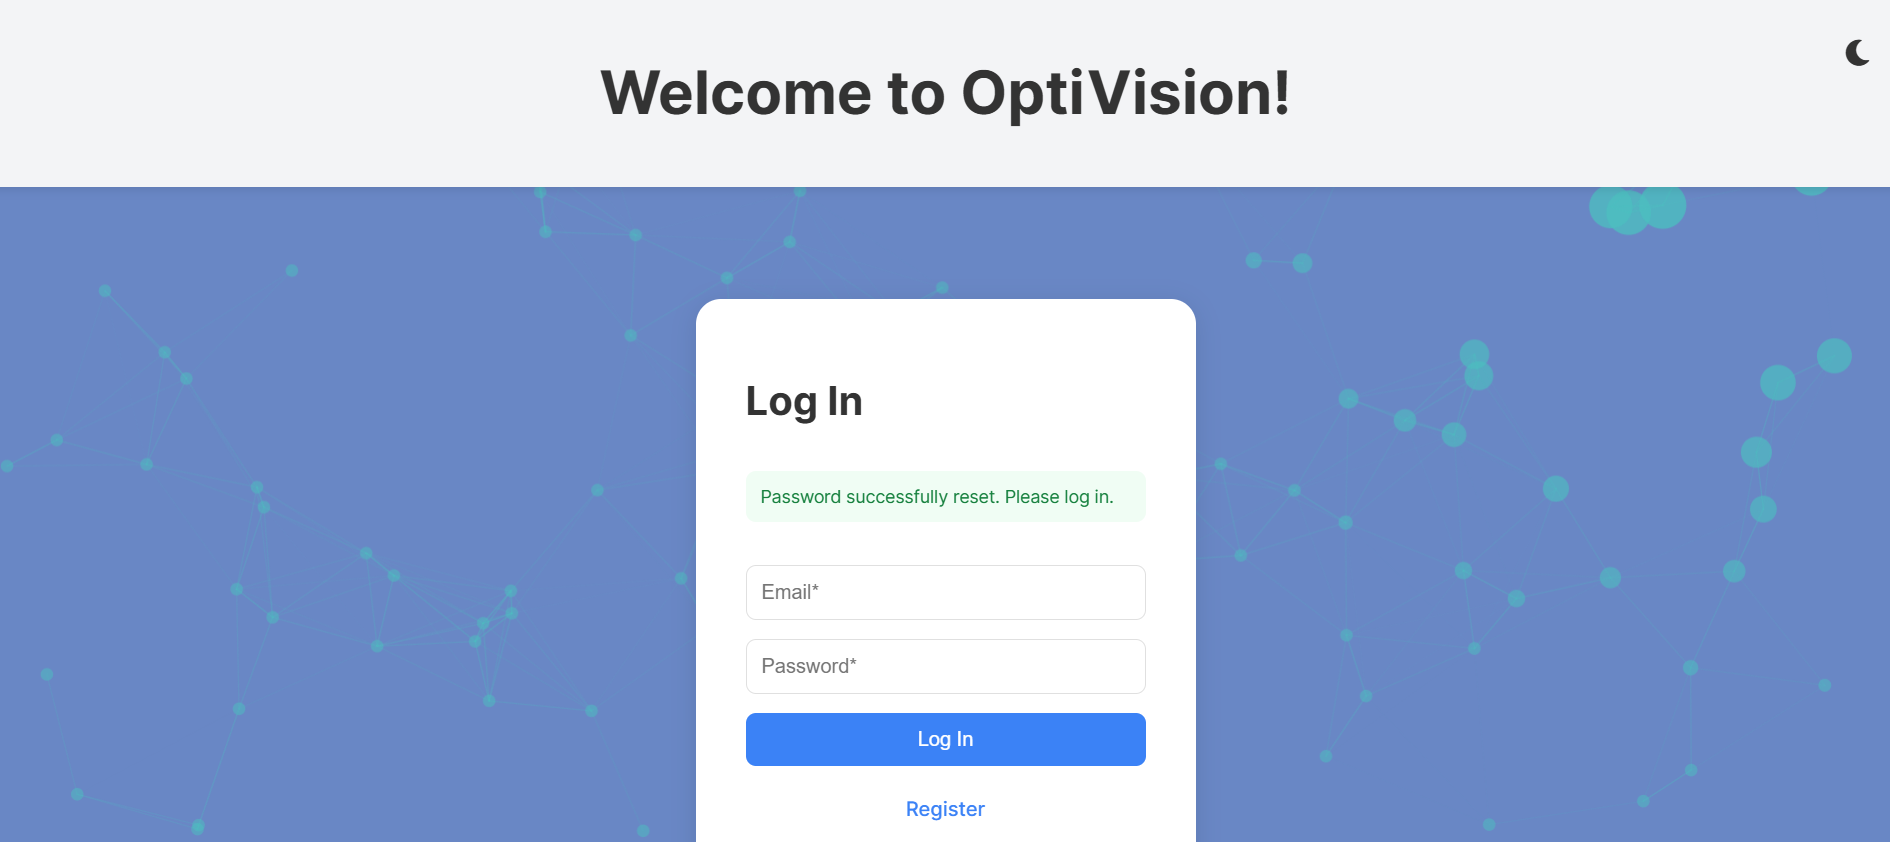 Welcome to OptiVision!
Log In
Password successfully reset. Please log in.
Email*
Password*
Log In
Register